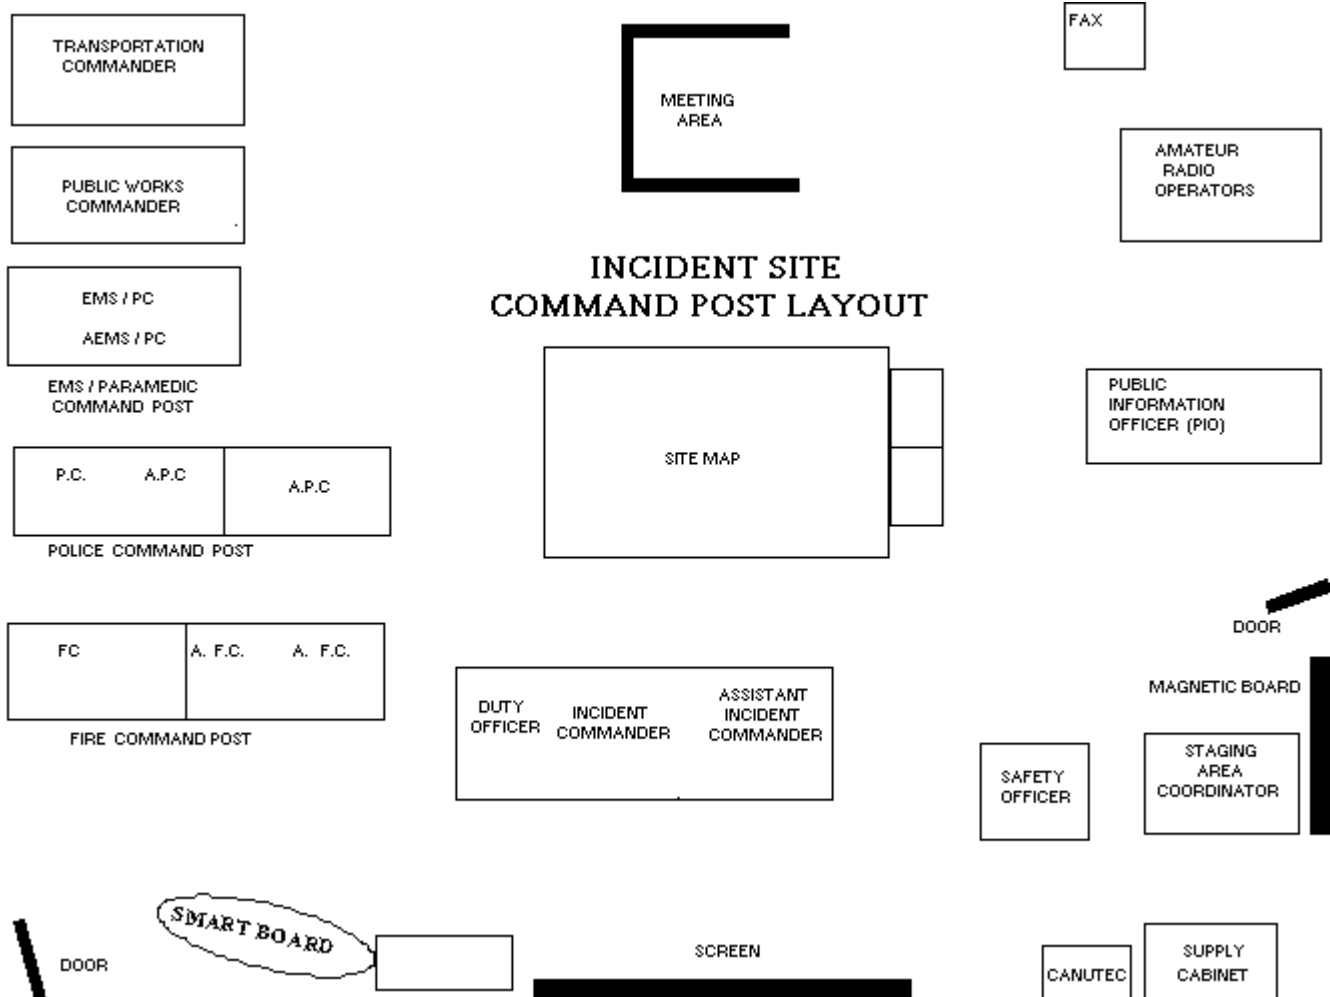 TRANSPORTATION
COMMANDER
MEETING
AREA
FAX
PUBLIC WORKS
COMMANDER
AMATEUR
RADIO
OPERATORS
INCIDENT SITE
COMMAND POST LAYOUT
EMS / PC
AEMS / PC
EMS / PARAMEDIC
COMMAND POST
PUBLIC
INFORMATION
OFFICER (PIO)
SITE MAP
P.C. A.P.C A.P.C
POLICE COMMAND POST
DOOR
FC A. F.C. A. F.C.
FIRE COMMAND POST
DUTY
OFFICER
INCIDENT
COMMANDER
ASSISTANT
INCIDENT
COMMANDER
MAGNETIC BOARD
SAFETY
OFFICER
STAGING
AREA
COORDINATOR
SMART BOARD
DOOR
SCREEN
CANUTEC
SUPPLY
CABINET